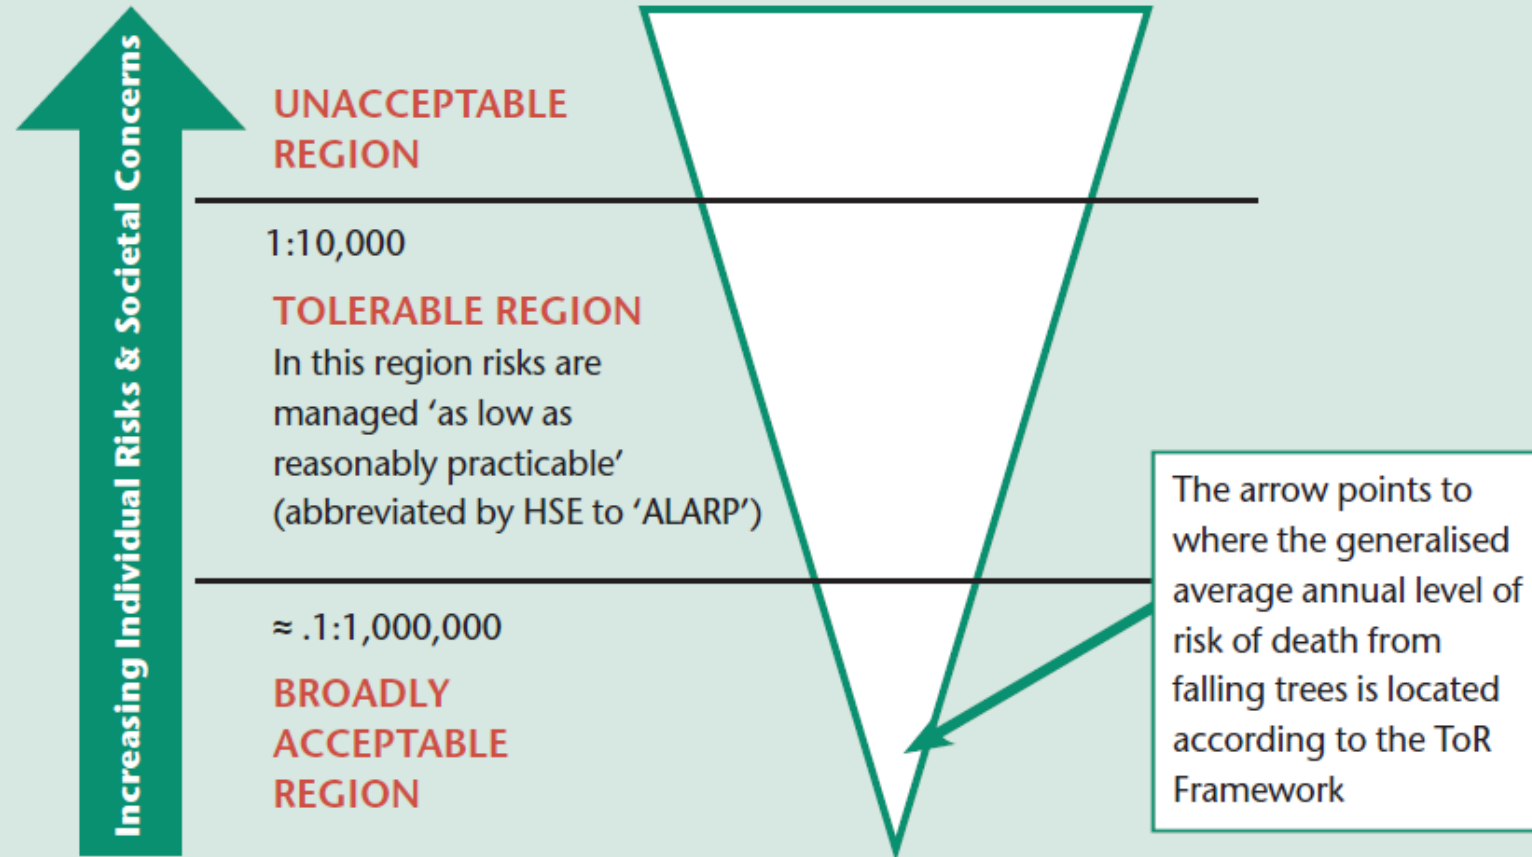 Increasing Individual Risks & Societal Concerns
UNACCEPTABLE
REGION
1:10,000
TOLERABLE REGION
In this region risks are
managed ‘as low as
reasonably practicable’
(abbreviated by HSE to ‘ALARP’)
≈ .1:1,000,000
BROADLY
ACCEPTABLE
REGION
The arrow points to
where the generalised
average annual level of
risk of death from
falling trees is located
according to the ToR
Framework